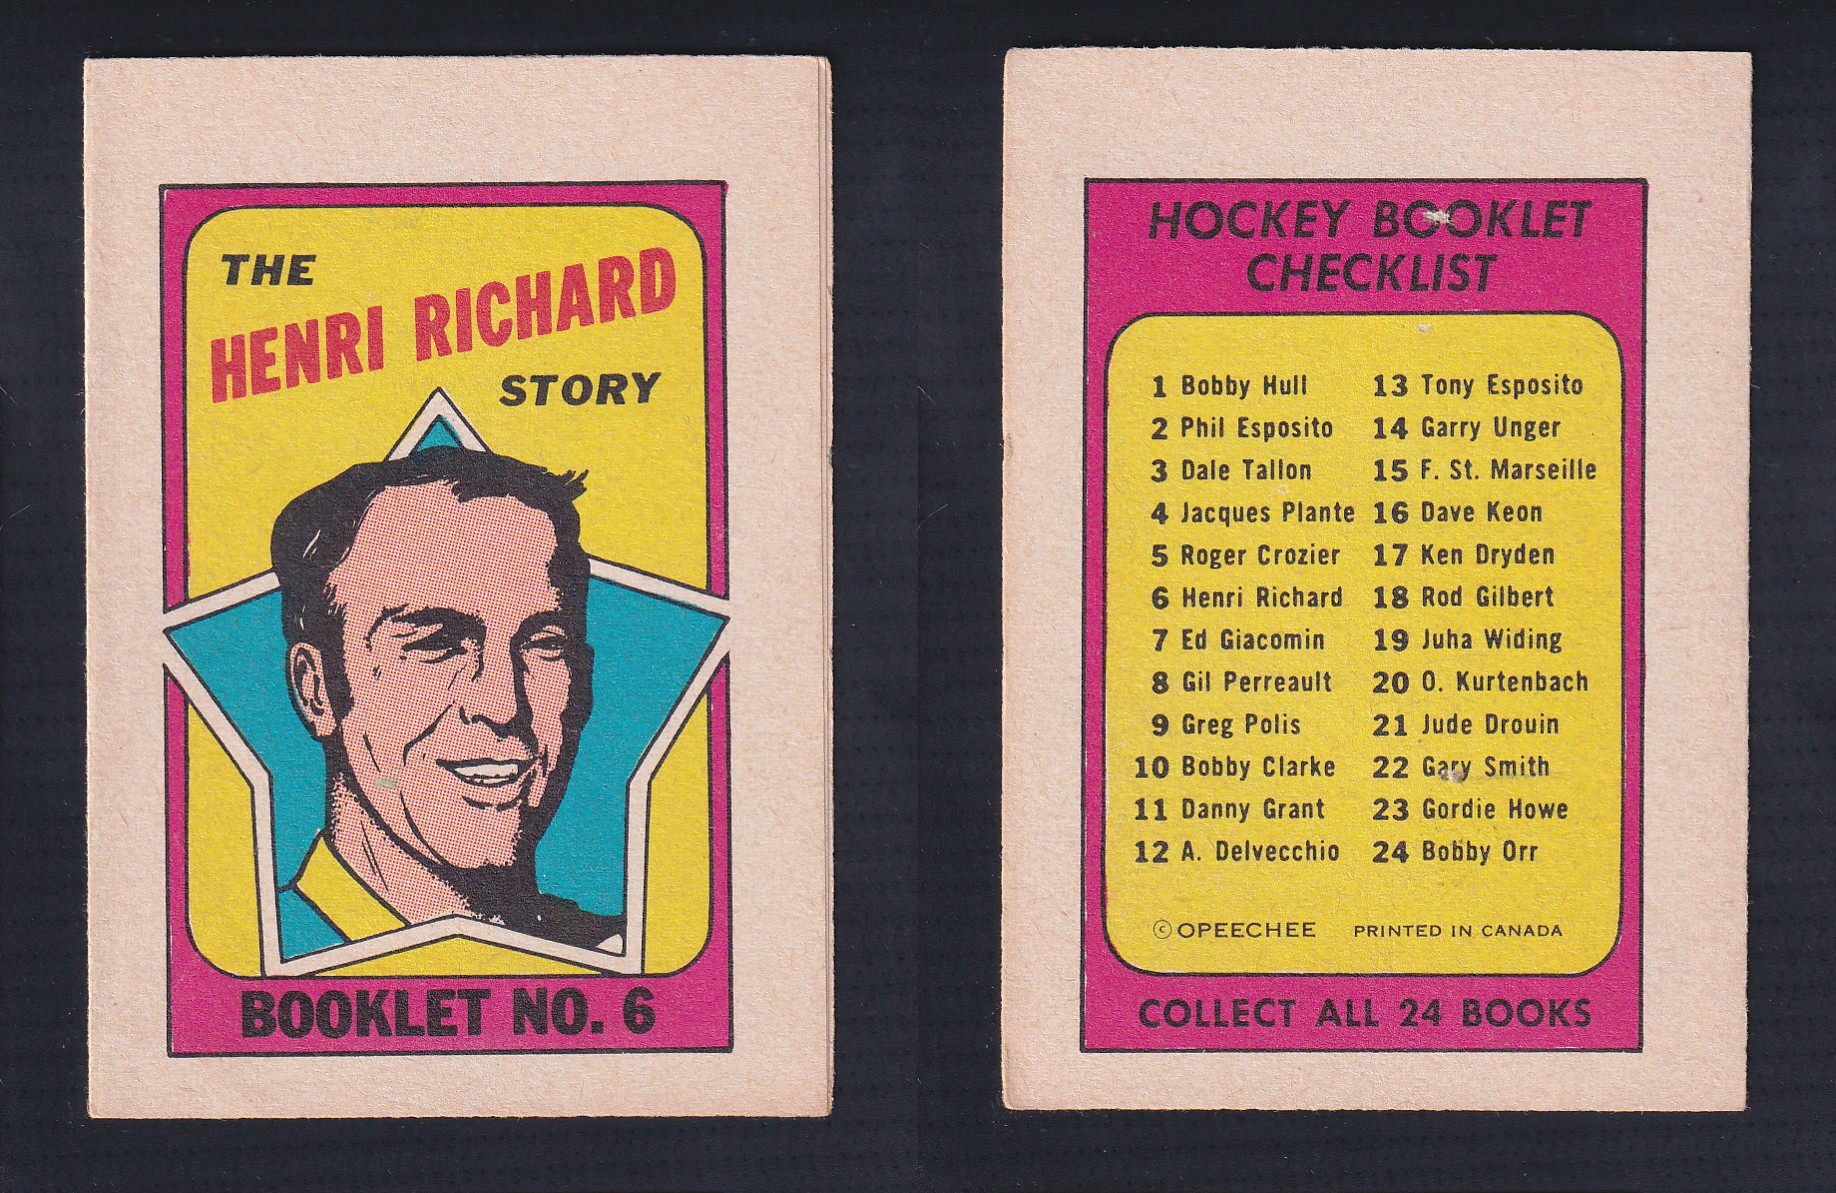 THE
HENRI RICHARD
STORY
BOOKLET NO. 6
HOCKEY BOOKLET
CHECKLIST
1 Bobby Hull
2 Phil Esposito
3 Dale Tallon
4 Jacques Plante
5 Roger Crozier
6 Henri Richard
7 Ed Giacomin
8 Gil Perreault
9 Greg Polis
10 Bobby Clarke
11 Danny Grant
12 A. Delvecchio
13 Tony Esposito
14 Garry Unger
15 F. St. Marseille
16 Dave Keon
17 Ken Dryden
18 Rod Gilbert
19 Juha Widing
20 O. Kurtenbach
21 Jude Drouin
22 Gary Smith
23 Gordie Howe
24 Bobby Orr
© OPEECHEE PRINTED IN CANADA
COLLECT ALL 24 BOOKS